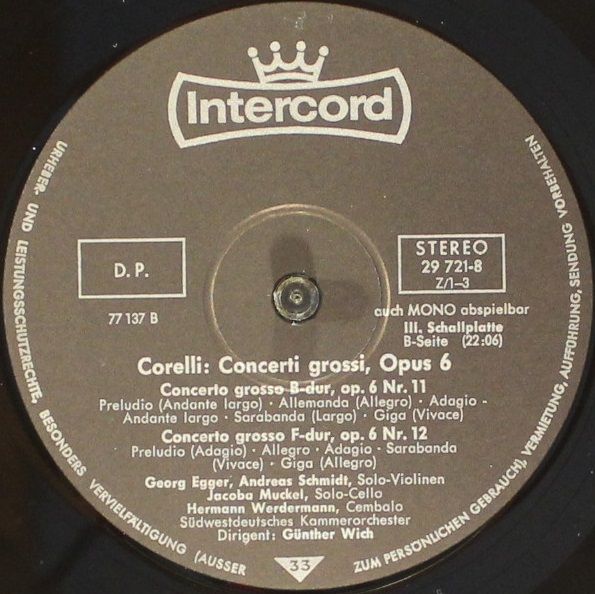 Intercord
D. P.
77 137 B
STEREO
29 721-8
Z/1-3
auch MONO abspielbar
III. Schallplatte
B-Seite (22:06)
Corelli: Concerti grossi, Opus 6
Concerto grosso B-dur, op. 6 Nr. 11
Preludio (Andante largo) · Allemanda (Allegro) · Adagio -
Andante largo · Sarabanda (Largo) · Giga (Vivace)
Concerto grosso F-dur, op. 6 Nr. 12
Preludio (Adagio) · Allegro · Adagio · Sarabanda
(Vivace) · Giga (Allegro)
Georg Egger, Andreas Schmidt, Solo-Violinen
Jacoba Muckel, Solo-Cello
Hermann Werdermann, Cembalo
Südwestdeutsches Kammerorchester
Dirigent: Günther Wich
33
URHEBER- UND LEISTUNGSSCHUTZRECHTE, BESONDERS VERVIELFÄLTIGUNG (AUSSER ZUM PERSÖNLICHEN GEBRAUCH), VERMIETUNG, AUFFÜHRUNG, SENDUNG VORBEHALTEN